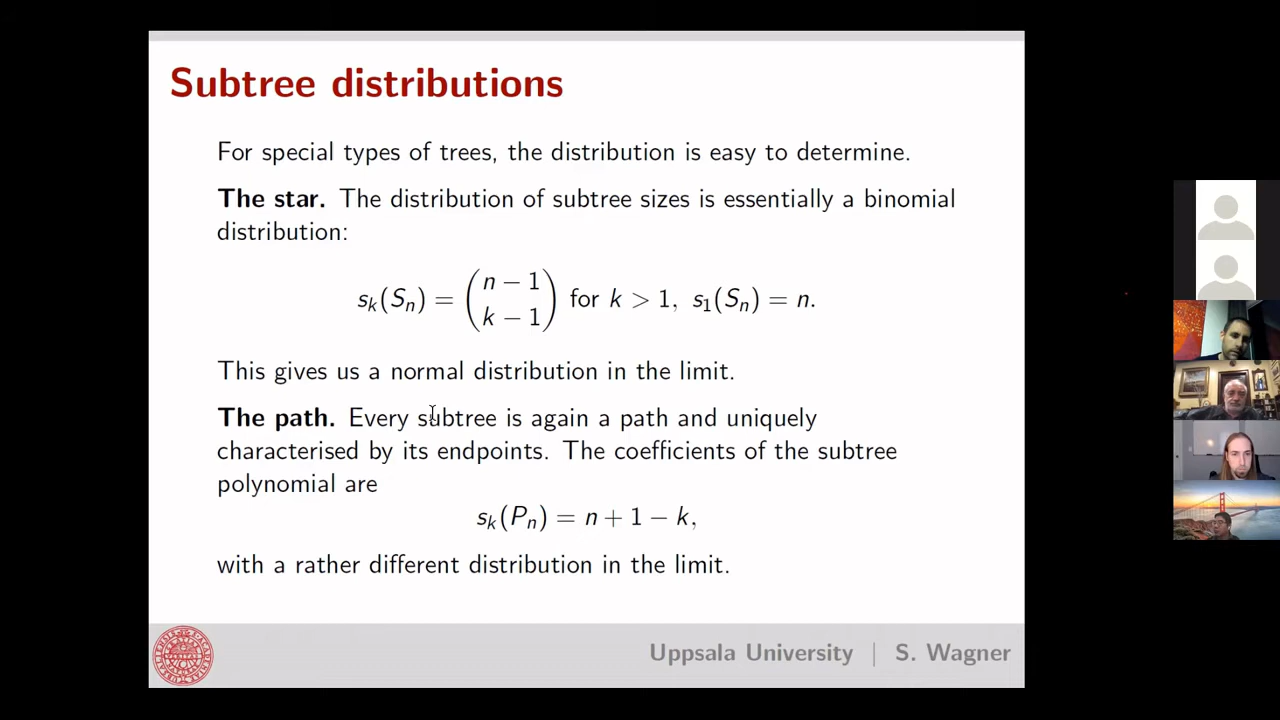 Subtree distributions
For special types of trees, the distribution is easy to determine.
The star. The distribution of subtree sizes is essentially a binomial
distribution:
s_k(S_n) = \binom{n − 1}{k − 1} for k > 1, s_1(S_n) = n.
This gives us a normal distribution in the limit.
The path. Every subtree is again a path and uniquely
characterised by its endpoints. The coefficients of the subtree
polynomial are
s_k(P_n) = n + 1 − k,
with a rather different distribution in the limit.
Uppsala University | S. Wagner